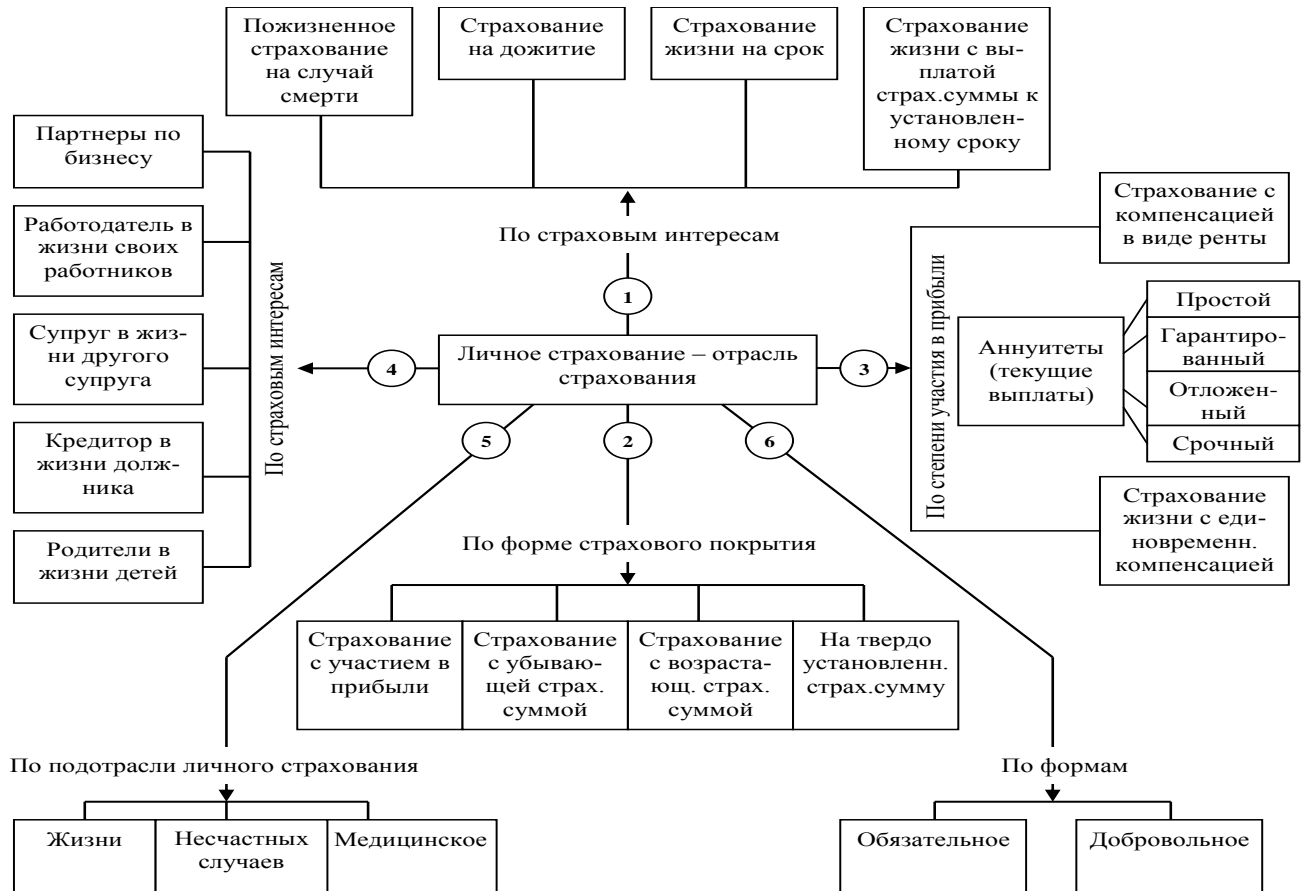 Пожизненное
страхование
на случай
смерти
Страхование
на дожитие
Страхование
жизни на срок
Страхование
жизни с вы-
платой
страх.суммы к
установлен-
ному сроку
Партнеры по
бизнесу
Работодатель в
жизни своих
работников
Супруг в жиз-
ни другого
супруга
Кредитор в
жизни долж-
ника
Родители в
жизни детей
По страховым интересам
По страховым интересам
1
Личное страхование – отрасль
страхования
4
3
5
2
6
По степени участия в прибыли
Страхование с
компенсацией
в виде ренты
Аннуитеты
(текущие
выплаты)
Простой
Гарантиро-
ванный
Отложен-
ный
Срочный
Страхование
жизни с еди-
новременн.
компенсацией
По форме страхового покрытия
Страхование
с участием в
прибыли
Страхование
с убываю-
щей страх.
суммой
Страхование
с возраста-
ющ. страх.
суммой
На твердо
установленн.
страх.сумму
По подотрасли личного страхования
Жизни
Несчастных
случаев
Медицинское
По формам
Обязательное
Добровольное